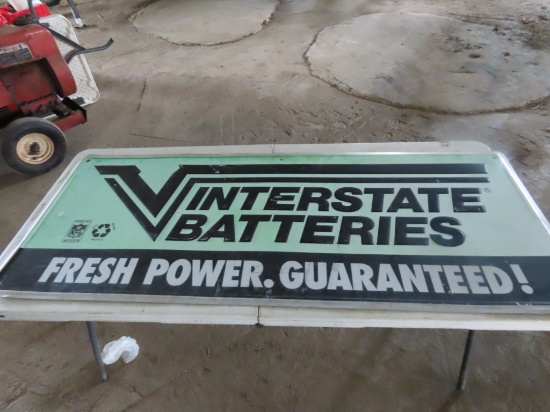 INTERSTATE®
BATTERIES
FRESH POWER. GUARANTEED!